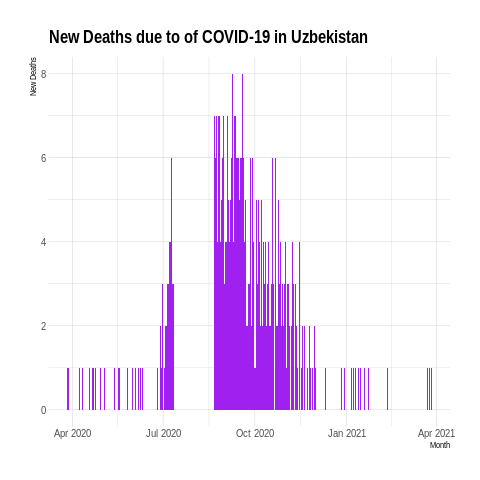 New Deaths due to of COVID-19 in Uzbekistan
New Deaths
8
6
4
2
0
Apr 2020 Jul 2020 Oct 2020 Jan 2021 Apr 2021
Month